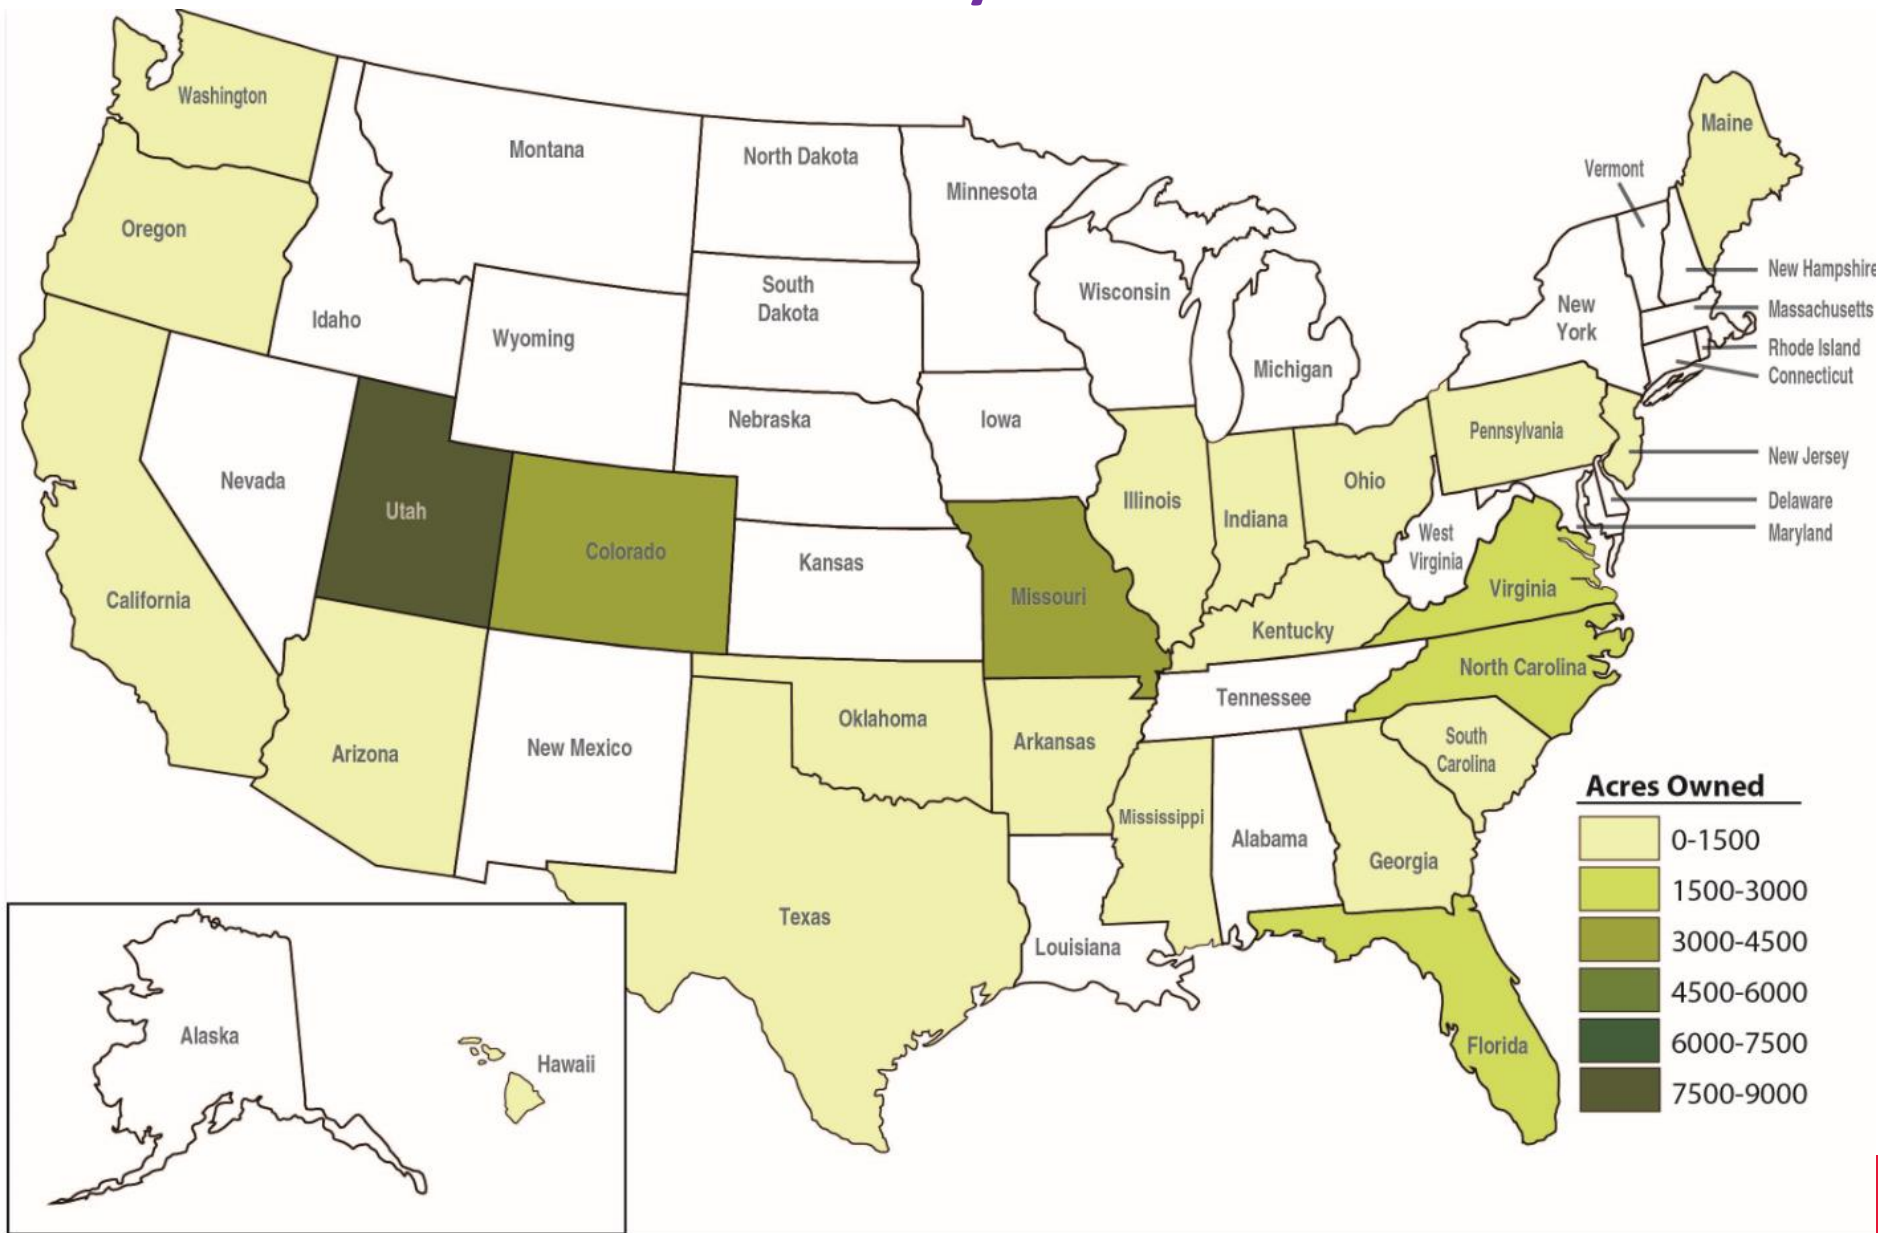 Washington
Montana
North Dakota
Minnesota
Maine
Vermont
Oregon
Idaho
Wyoming
South
Dakota
Wisconsin
Michigan
New
York
New Hampshire
Massachusetts
Rhode Island
Connecticut
Nebraska
Iowa
Pennsylvania
New Jersey
Nevada
Utah
Colorado
Kansas
Missouri
Illinois
Indiana
Ohio
West
Virginia
Virginia
Delaware
Maryland
California
Kentucky
North Carolina
Tennessee
Arizona
New Mexico
Oklahoma
Arkansas
South
Carolina
Mississippi
Alabama
Georgia
Texas
Louisiana
Florida
Alaska
Hawaii
Acres Owned
0-1500
1500-3000
3000-4500
4500-6000
6000-7500
7500-9000